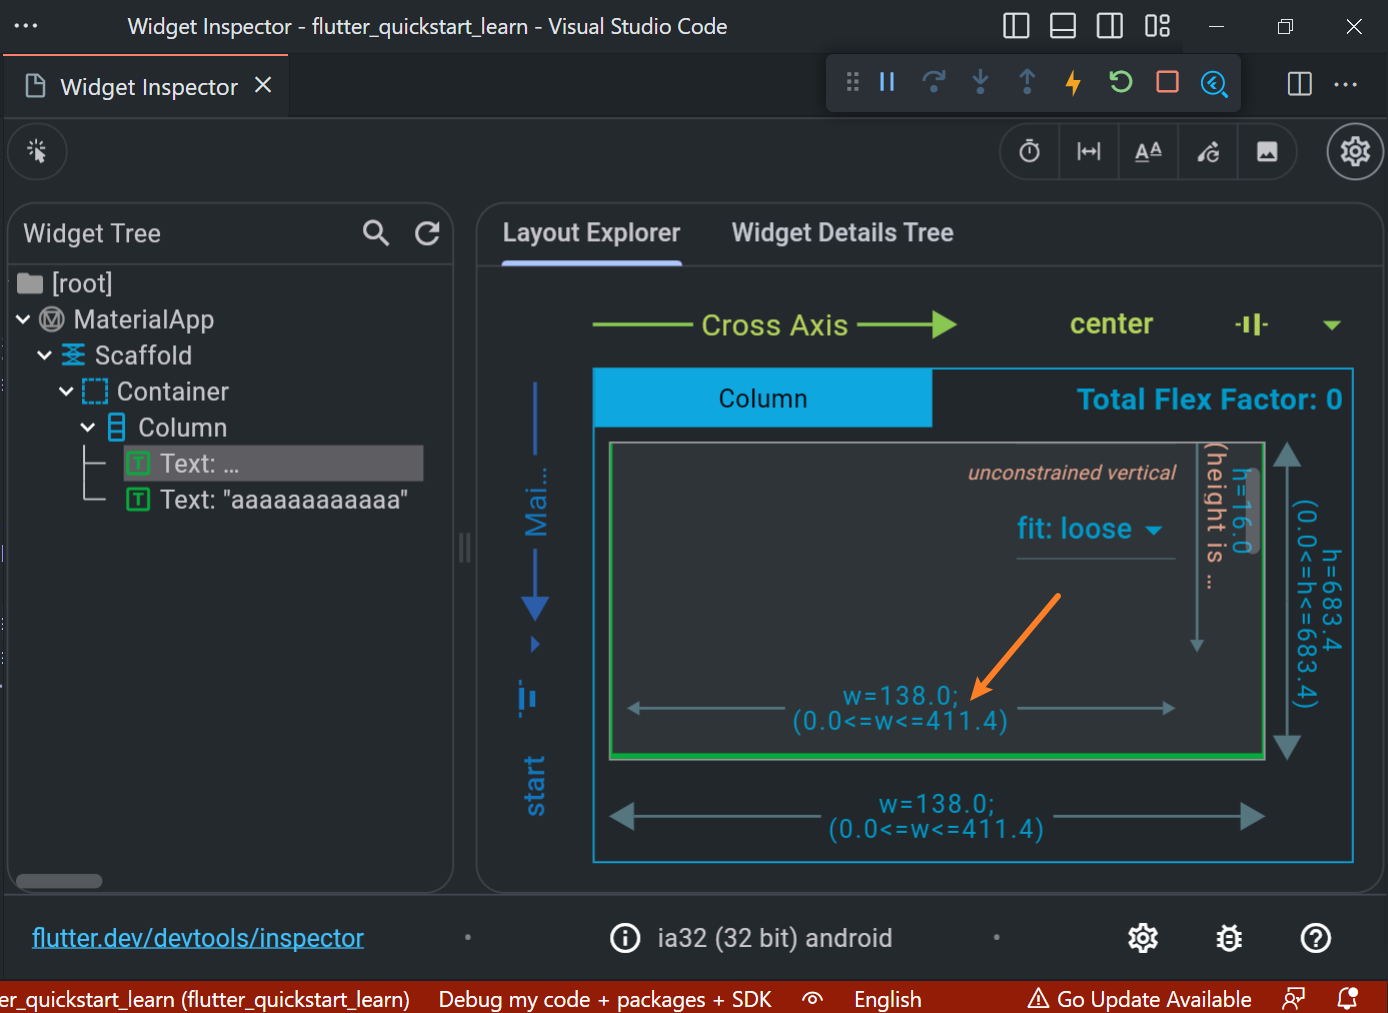 Widget Inspector - flutter_quickstart_learn - Visual Studio Code
Widget Inspector
Widget Tree
[root]
MaterialApp
Scaffold
Container
Column
Text: ...
Text: "aaaaaaaaaaaa"
Layout Explorer
Widget Details Tree
Cross Axis
center
Column
Total Flex Factor: 0
Mai...
start
unconstrained vertical
fit: loose
(height is ...
h=16.0
w=138.0;
(0.0<=w<=411.4)
h=683.4
(0.0<=h<=683.4)
w=138.0;
(0.0<=w<=411.4)
flutter.dev/devtools/inspector
ia32 (32 bit) android
er_quickstart_learn (flutter_quickstart_learn)
Debug my code + packages + SDK
English
Go Update Available